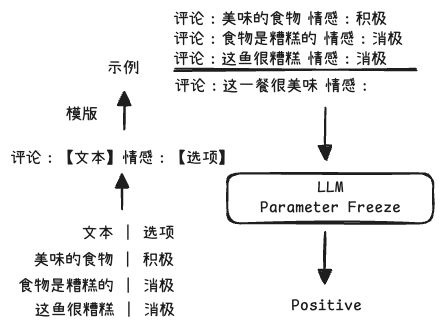 评论：美味的食物 情感：积极
评论：食物是糟糕的 情感：消极
评论：这鱼很糟糕 情感：消极
示例
评论：这一餐很美味 情感：
模版
评论：【文本】情感：【选项】
LLM
Parameter Freeze
文本 | 选项
美味的食物 | 积极
食物是糟糕的 | 消极
这鱼很糟糕 | 消极
Positive